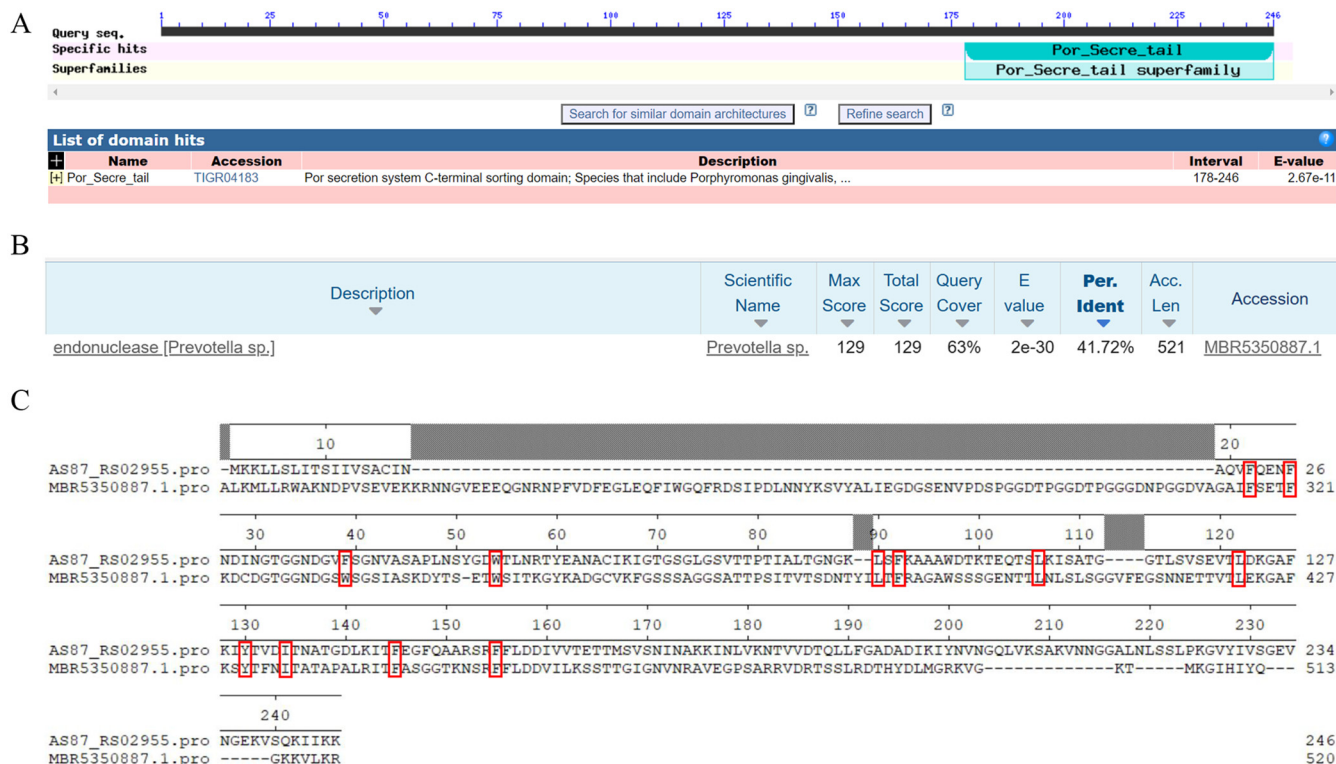 A
1 25 50 75 100 125 150 175 200 225 246
Query seq.
Specific hits Por_Secre_tail
Superfamilies Por_Secre_tail superfamily
Search for similar domain architectures ? Refine search ?
List of domain hits ?
+ Name Accession Description Interval E-value
[+] Por_Secre_tail TIGR04183 Por secretion system C-terminal sorting domain; Species that include Porphyromonas gingivalis, ... 178-246 2.67e-11
B
Description Scientific Name Max Score Total Score Query Cover E value Per. Ident Acc. Len Accession
endonuclease [Prevotella sp.] Prevotella sp. 129 129 63% 2e-30 41.72% 521 MBR5350887.1
C
10 20
AS87_RS02955.pro -MKKLLSLITSIIVSACIN--------------------------------------------------------------------------------AQVFQENF 26
MBR5350887.1.pro ALKMLLRWAKNDPVSEVEKKRNNGVEEEQGNRNPFVDFEGLEQFIWGQFRDSIPDLNNYKSVYALIEGDGSENVPDSPGGDTPGGDTPGGGDNPGGDVAGAIFSETF 321
30 40 50 60 70 80 90 100 110 120
AS87_RS02955.pro NDINGTGGNDGVFSGNVASAPLNSYGDWTLNRTYEANACIKIGTGSGLGSVTTPTIALTGNGK--LSFKAAAWDTKTEQTSLKISATG----GTLSVSEVTLDKGAF 127
MBR5350887.1.pro KDCDGTGGNDGSWSGSIASKDYTS-ETWSITKGYKADGCVKFGSSSAGGSATTPSITVTSDNTYILTFRAGAWSSSGENTTLNLSLSGGVFEGSNNETTVTLEKGAF 427
130 140 150 160 170 180 190 200 210 220 230
AS87_RS02955.pro KIYTVDITNATGDLKITFEGFQAARSRFFLDDIVVTETTMSVSNINAKKINLVKNTVVDTQLLFGADADIKIYNVNGQLVKSAKVNNGGALNLSSLPKGVYIVSGEV 234
MBR5350887.1.pro KSYTFNITATAPALRITFASGGTKNSRFFLDDVILKSSTTGIGNVNRAVEGPSARRVDRTSSLRDTHYDLMGRKVG---------KT----MKGIHIYQ--- 513
240
AS87_RS02955.pro NGEKVSQKIIKK 246
MBR5350887.1.pro -----GKKVLKR 520